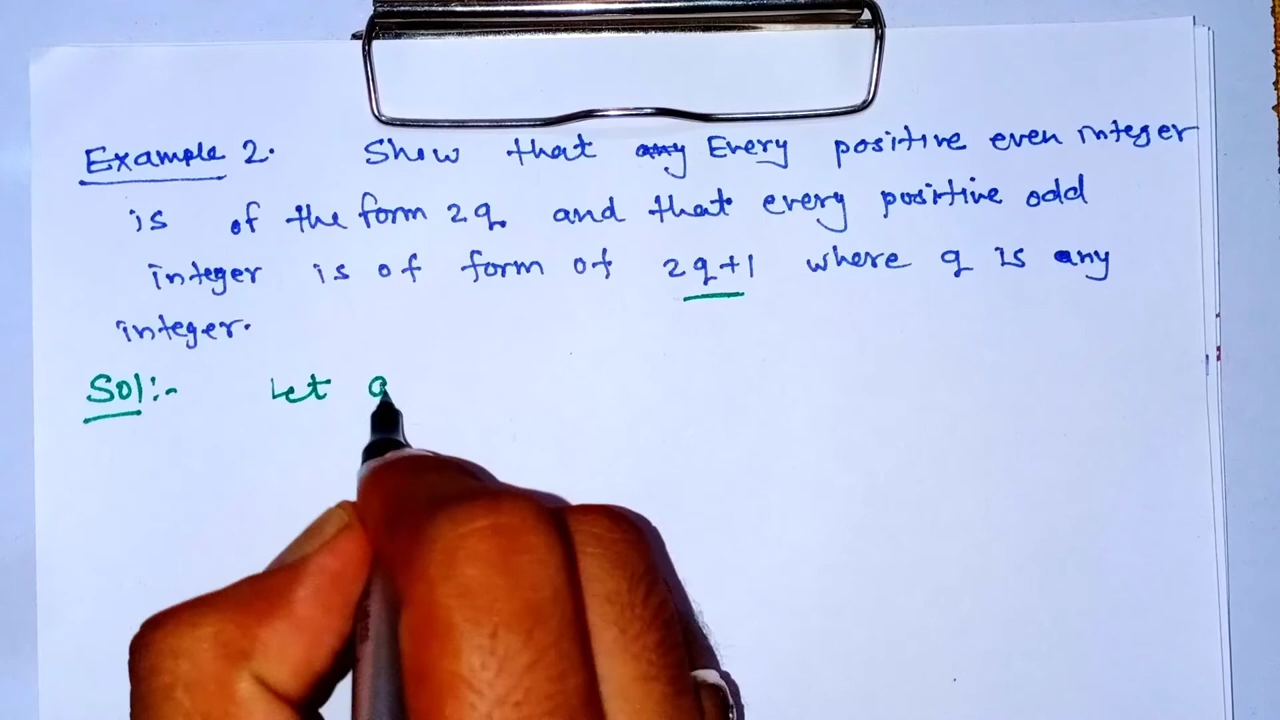 Example 2. Show that any Every positive even integer
is of the form 2q and that every positive odd
integer is of form of 2q+1 where q is any
integer.
Sol:- Let a